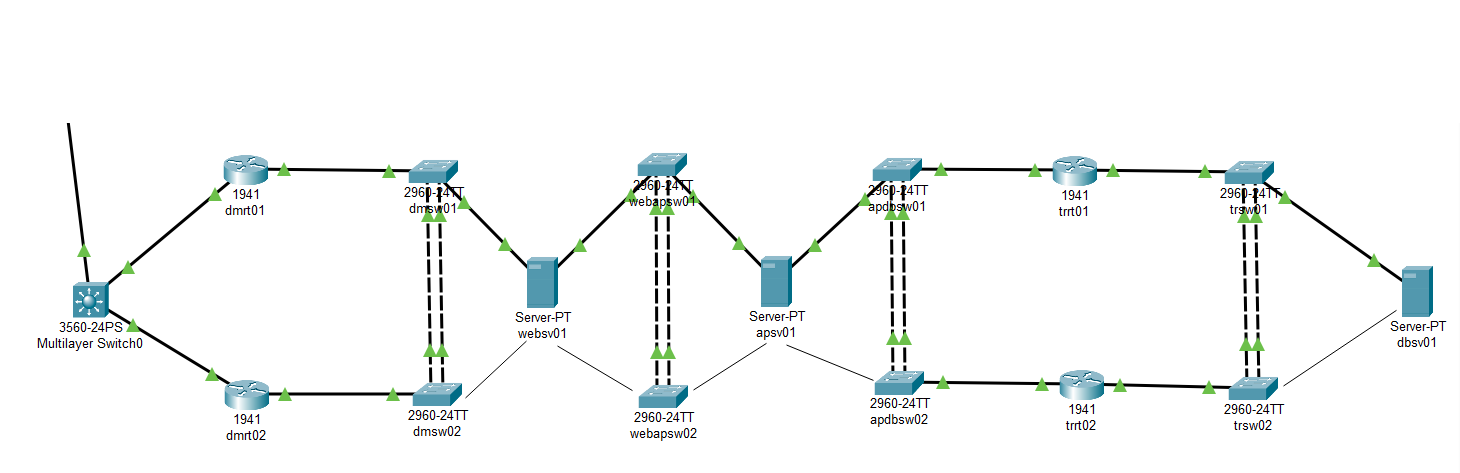 1941
dmrt01
2960-24TT
dmsw01
2960-24TT
webapsw01
2960-24TT
apdbsw01
1941
trrt01
2960-24TT
trsw01
3560-24PS
Multilayer Switch0
Server-PT
websv01
Server-PT
apsv01
Server-PT
dbsv01
1941
dmrt02
2960-24TT
dmsw02
2960-24TT
webapsw02
2960-24TT
apdbsw02
1941
trrt02
2960-24TT
trsw02